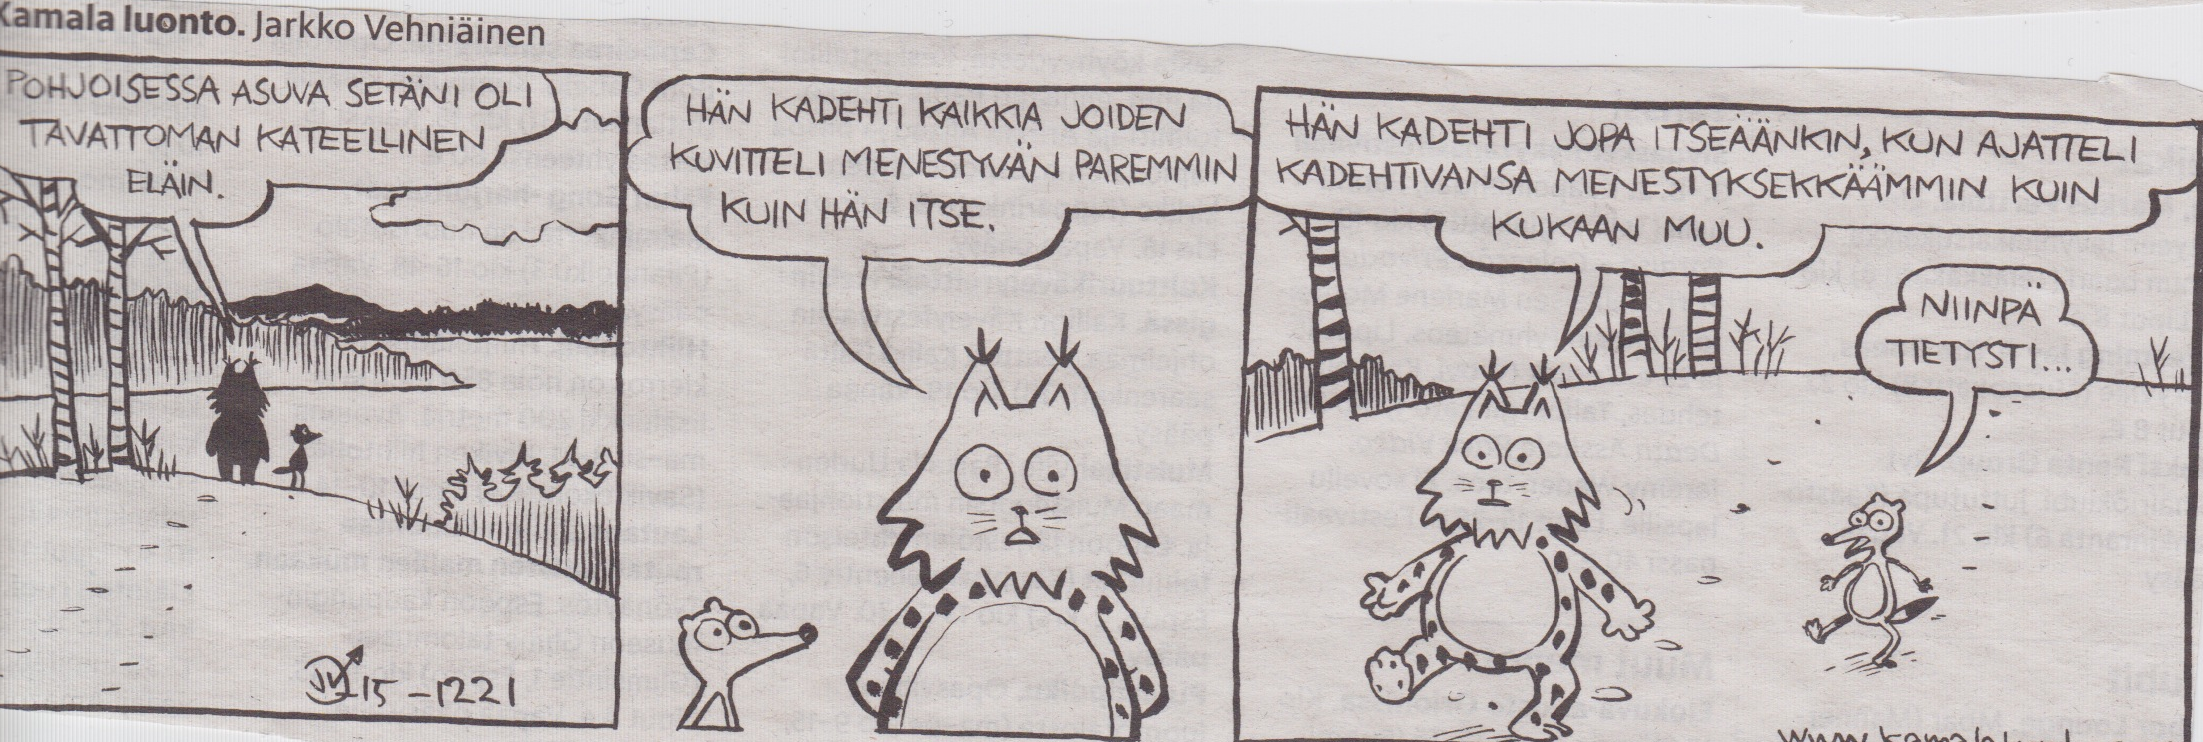 Kamala luonto. Jarkko Vehniäinen
POHJOISESSA ASUVA SETÄNI OLI
TAVATTOMAN KATEELLINEN
ELÄIN.
JV-15 -1221
HÄN KADEHTI KAIKKIA JOIDEN
KUVITTELI MENESTYVÄN PAREMMIN
KUIN HÄN ITSE.
HÄN KADEHTI JOPA ITSEÄÄNKIN, KUN AJATTELI
KADEHTIVANSA MENESTYKSEKKÄÄMMIN KUIN
KUKAAN MUU.
NIINPÄ
TIETYSTI...